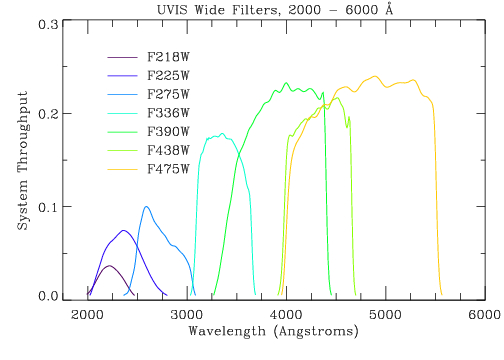 UVIS Wide Filters, 2000 − 6000 Å
0.3
0.2
0.1
0.0
System Throughput
F218W
F225W
F275W
F336W
F390W
F438W
F475W
2000 3000 4000 5000 6000
Wavelength (Angstroms)